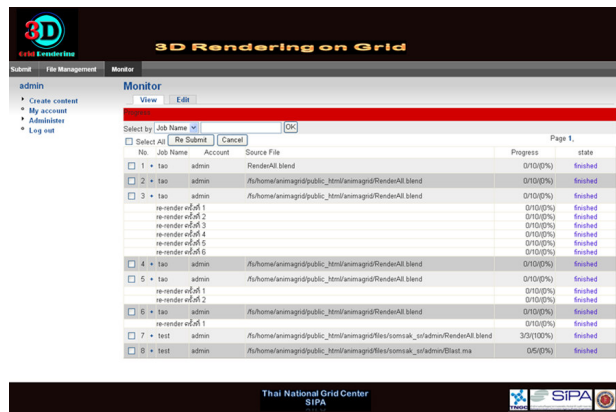 3D
Grid Rendering
3D Rendering on Grid
Submit File Management Monitor
admin
Create content
My account
Administer
Log out
Monitor
View Edit
Progress
Select by Job Name OK
Select All Re Submit Cancel Page 1,
No. Job Name Account Source File Progress state
1 + tao admin RenderAll.blend 0/10/(0%) finished
2 + tao admin /fs/home/animagrid/public_html/animagrid/RenderAll.blend 0/10/(0%) finished
3 + tao admin /fs/home/animagrid/public_html/animagrid/RenderAll.blend 0/10/(0%) finished
re-render ครั้งที่ 1 0/10/(0%) finished
re-render ครั้งที่ 2 0/10/(0%) finished
re-render ครั้งที่ 3 0/10/(0%) finished
re-render ครั้งที่ 4 0/10/(0%) finished
re-render ครั้งที่ 5 0/10/(0%) finished
re-render ครั้งที่ 6 0/10/(0%) finished
4 + tao admin /fs/home/animagrid/public_html/animagrid/RenderAll.blend 0/10/(0%) finished
5 + tao admin /fs/home/animagrid/public_html/animagrid/RenderAll.blend 0/10/(0%) finished
re-render ครั้งที่ 1 0/10/(0%) finished
re-render ครั้งที่ 2 0/10/(0%) finished
6 + tao admin /fs/home/animagrid/public_html/animagrid/RenderAll.blend 0/10/(0%) finished
re-render ครั้งที่ 1 0/10/(0%) finished
7 + test admin /fs/home/animagrid/public_html/animagrid/files/somsak_sr/admin/RenderAll.blend 3/3/(100%) finished
8 + test admin /fs/home/animagrid/public_html/animagrid/files/somsak_sr/admin/Blast.ma 0/5/(0%) finished
Thai National Grid Center
SIPA
TNGC
SIPA